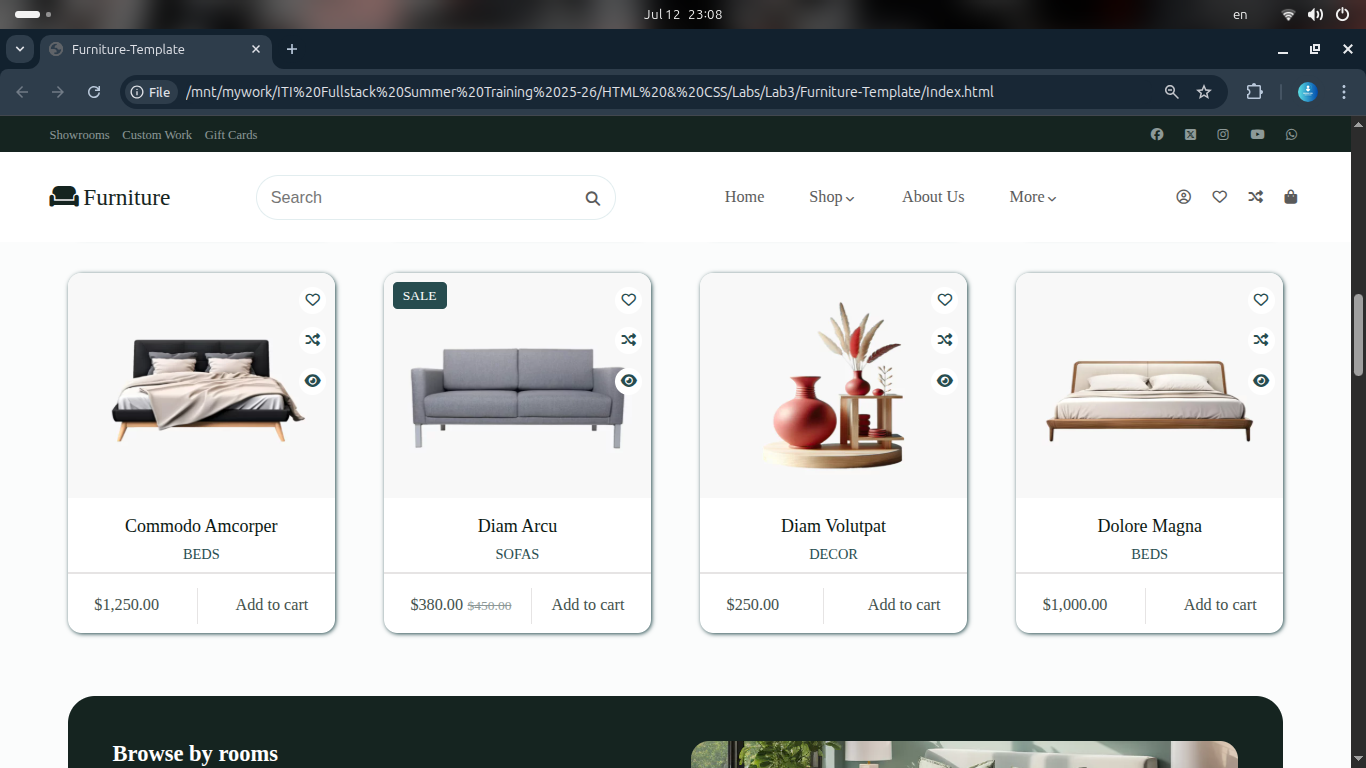 Jul 12 23:08
en
Furniture-Template
File
/mnt/mywork/ITI%20Fullstack%20Summer%20Training%202025-26/HTML%20&%20CSS/Labs/Lab3/Furniture-Template/Index.html
Showrooms Custom Work Gift Cards
Furniture
Search
Home Shop About Us More
SALE
Commodo Amcorper
BEDS
$1,250.00 Add to cart
Diam Arcu
SOFAS
$380.00 $450.00 Add to cart
Diam Volutpat
DECOR
$250.00 Add to cart
Dolore Magna
BEDS
$1,000.00 Add to cart
Browse by rooms